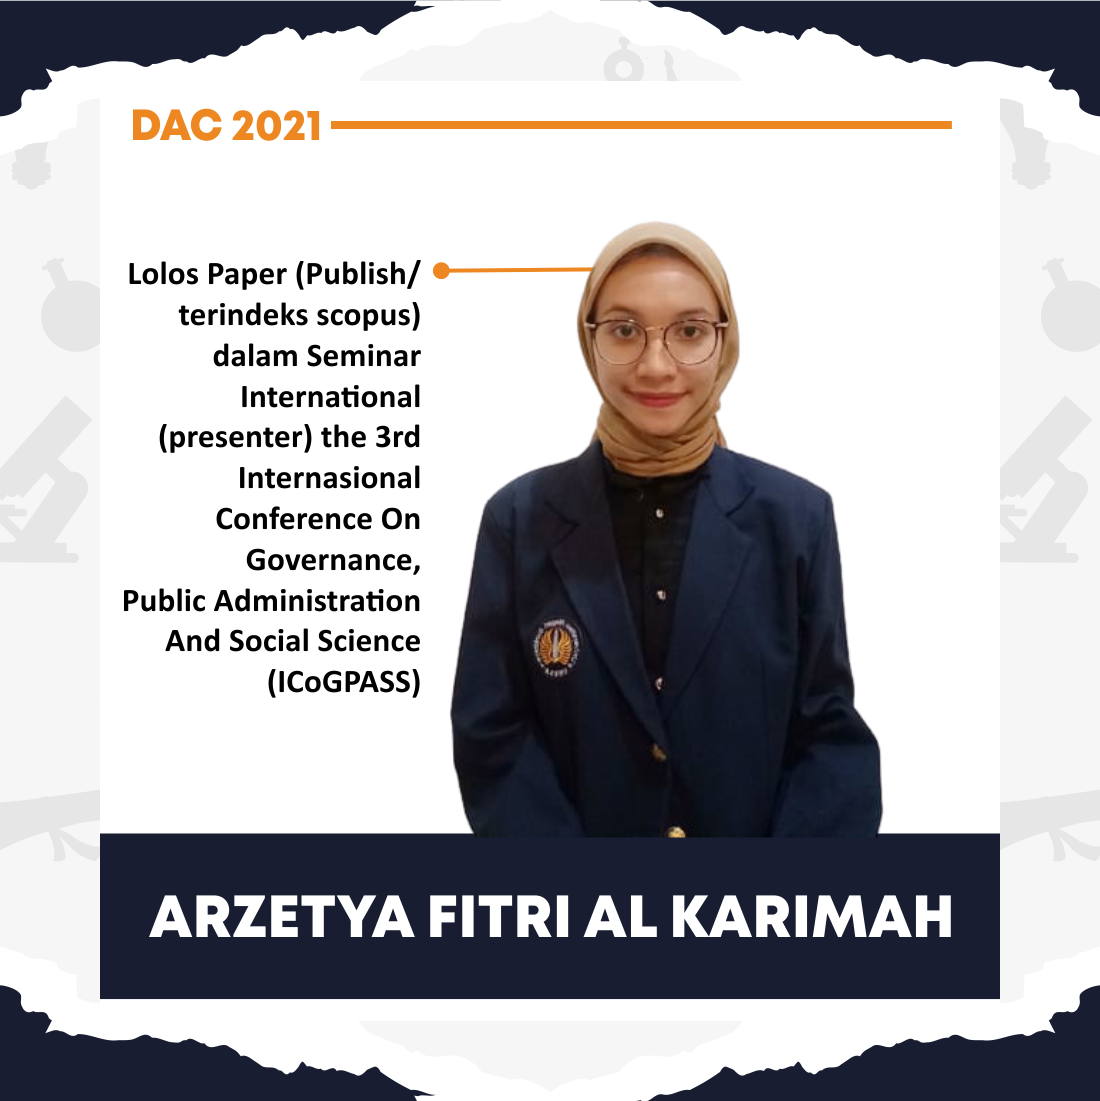 DAC 2021
Lolos Paper (Publish/
terindeks scopus)
dalam Seminar
International
(presenter) the 3rd
Internasional
Conference On
Governance,
Public Administration
And Social Science
(ICoGPASS)
ARZETYA FITRI AL KARIMAH